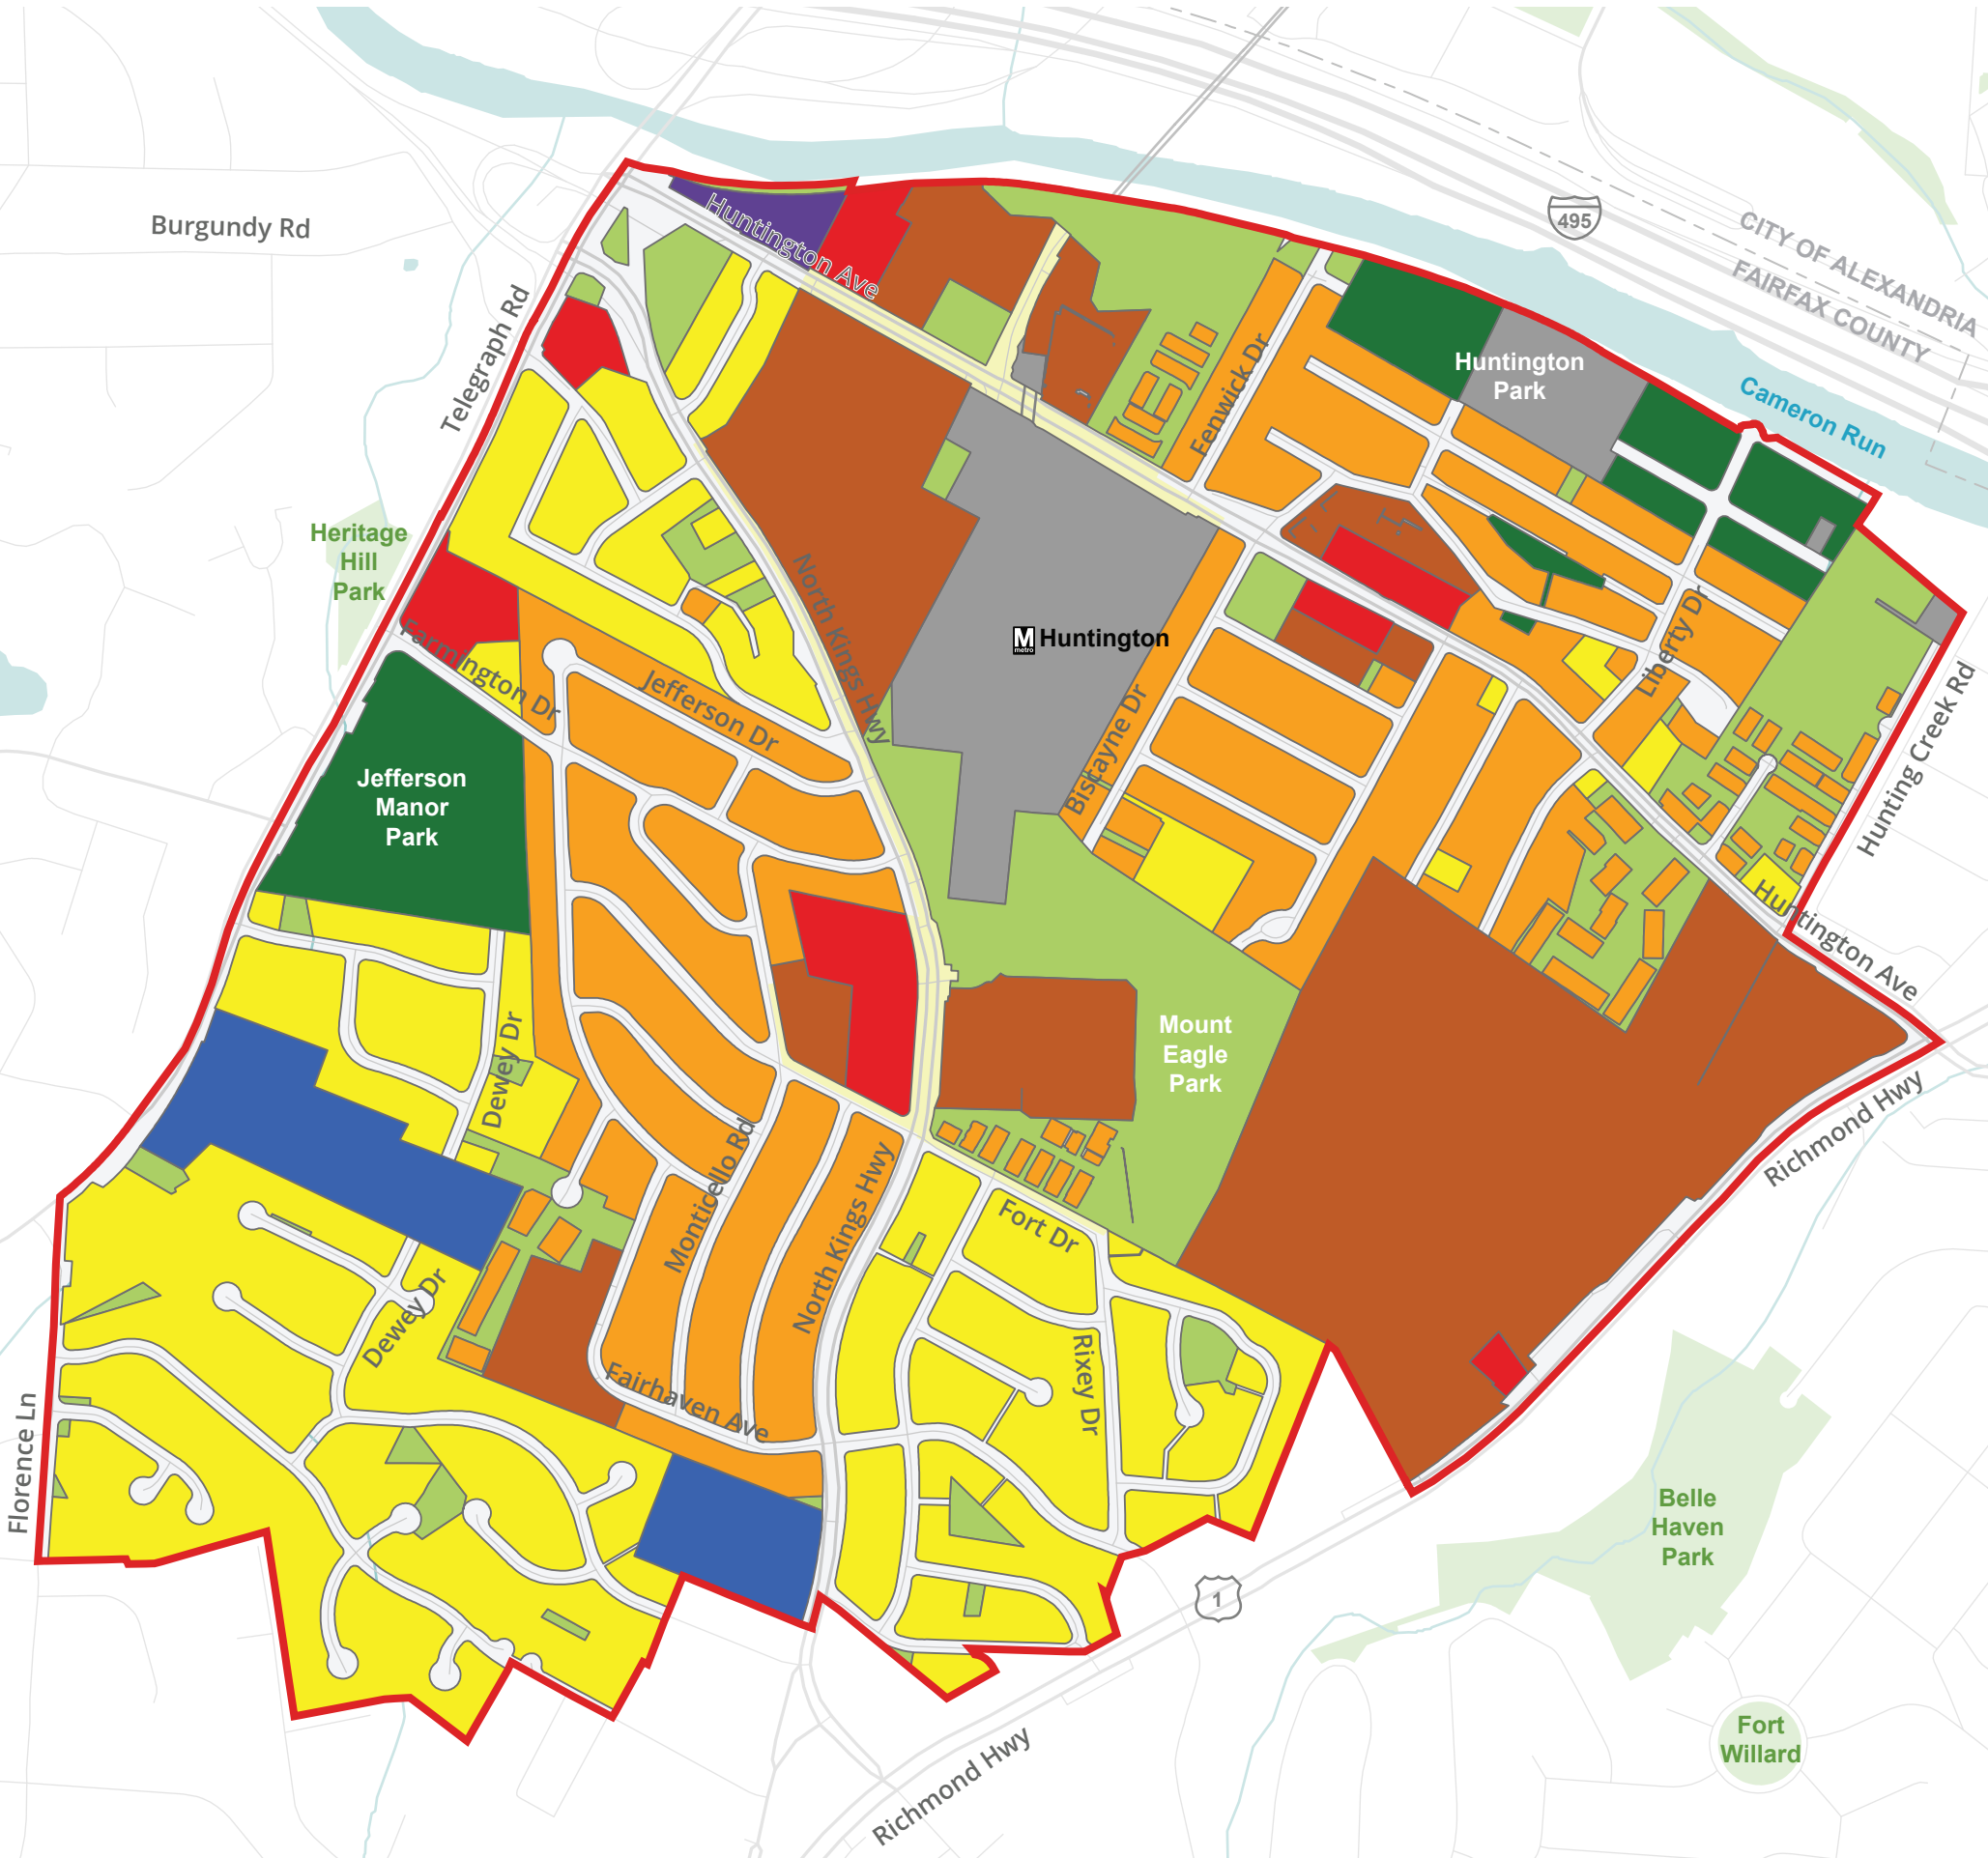 Burgundy Rd
Telegraph Rd
Huntington Ave
495
CITY OF ALEXANDRIA
FAIRFAX COUNTY
Cameron Run
Huntington
Park
Fenwick Dr
Heritage
Hill
Park
North Kings Hwy
M
metro
Huntington
Farmington Dr
Jefferson Dr
Biscayne Dr
Liberty Dr
Hunting Creek Rd
Jefferson
Manor
Park
Huntington Ave
Mount
Eagle
Park
Dewey Dr
Richmond Hwy
Monticello Rd
North Kings Hwy
Fort Dr
Dewey Dr
Rixey Dr
Fairhaven Ave
Florence Ln
Belle
Haven
Park
1
Fort
Willard
Richmond Hwy